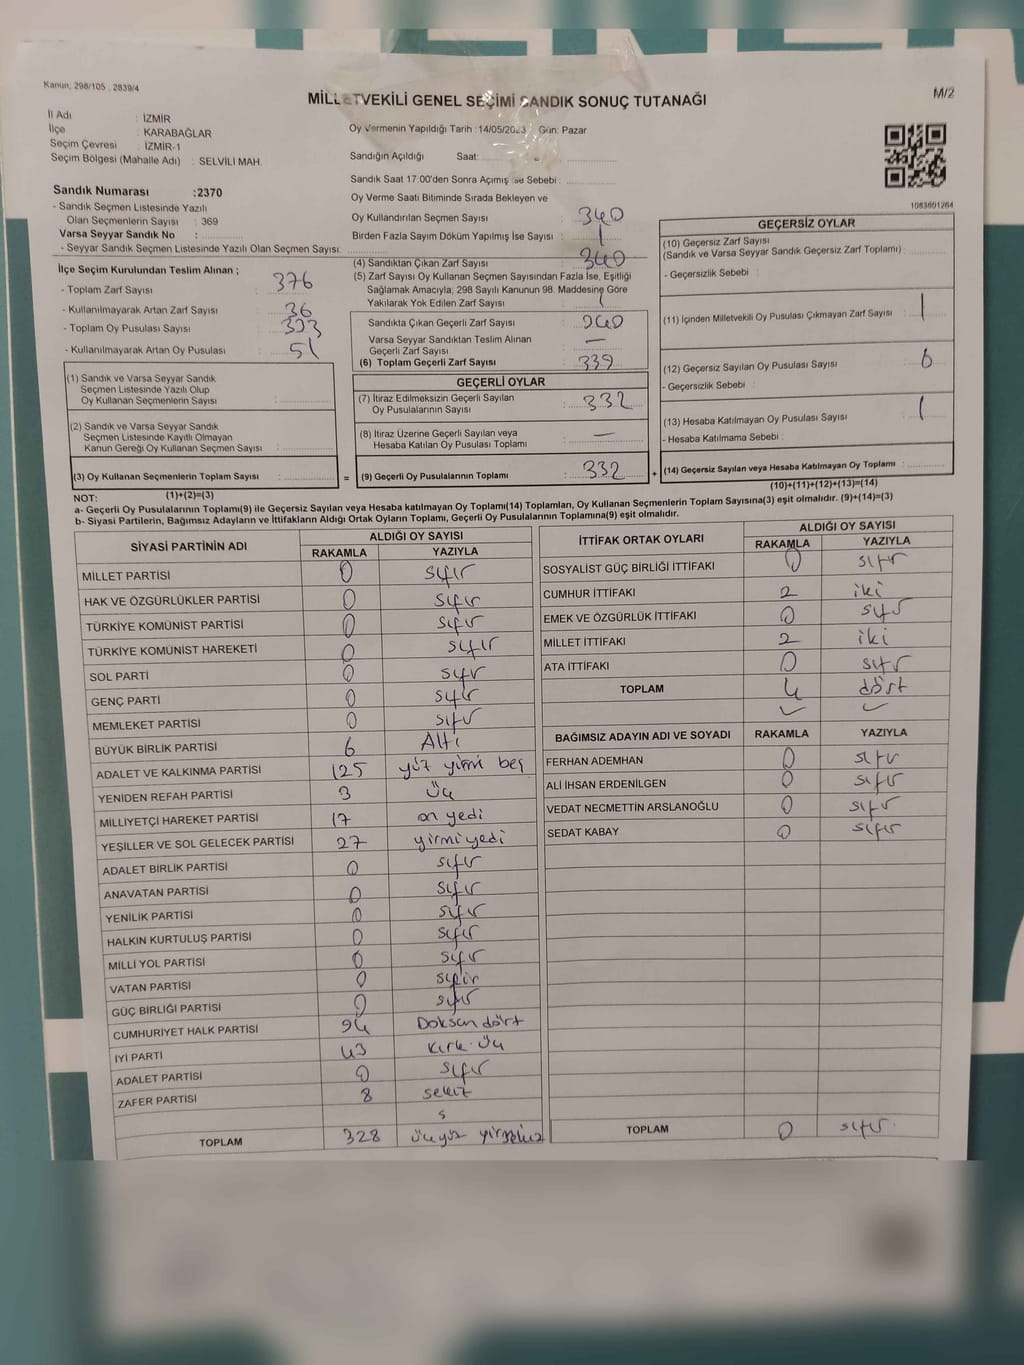 Kanun, 298/105 , 2839/4
MİLLETVEKİLİ GENEL SEÇİMİ SANDIK SONUÇ TUTANAĞI
M/2
İl Adı : İZMİR
İlçe : KARABAĞLAR
Seçim Çevresi : İZMİR-1
Seçim Bölgesi (Mahalle Adı) : SELVİLİ MAH.
Oy Vermenin Yapıldığı Tarih :14/05/2023 Gün: Pazar
Sandığın Açıldığı Saat:
Sandık Saat 17:00'den Sonra Açılmış ise Sebebi :
Oy Verme Saati Bitiminde Sırada Bekleyen ve
Oy Kullandırılan Seçmen Sayısı : 340
Birden Fazla Sayım Döküm Yapılmış İse Sayısı : /
1083601264
Sandık Numarası :2370
- Sandık Seçmen Listesinde Yazılı
Olan Seçmenlerin Sayısı : 369
Varsa Seyyar Sandık No :
- Seyyar Sandık Seçmen Listesinde Yazılı Olan Seçmen Sayısı:
İlçe Seçim Kurulundan Teslim Alınan ;
- Toplam Zarf Sayısı : 376
- Kullanılmayarak Artan Zarf Sayısı : 36
- Toplam Oy Pusulası Sayısı :
- Kullanılmayarak Artan Oy Pusulası : 51
(1) Sandık ve Varsa Seyyar Sandık
Seçmen Listesinde Yazılı Olup
Oy Kullanan Seçmenlerin Sayısı :
(2) Sandık ve Varsa Seyyar Sandık
Seçmen Listesinde Kayıtlı Olmayan
Kanun Gereği Oy Kullanan Seçmen Sayısı :
(3) Oy Kullanan Seçmenlerin Toplam Sayısı : =
(4) Sandıktan Çıkan Zarf Sayısı : 340
(5) Zarf Sayısı Oy Kullanan Seçmen Sayısından Fazla İse, Eşitliği
Sağlamak Amacıyla; 298 Sayılı Kanunun 98. Maddesine Göre
Yakılarak Yok Edilen Zarf Sayısı : /
Sandıkta Çıkan Geçerli Zarf Sayısı : 340
Varsa Seyyar Sandıktan Teslim Alınan
Geçerli Zarf Sayısı : —
(6) Toplam Geçerli Zarf Sayısı : 339
GEÇERLİ OYLAR
(7) İtiraz Edilmeksizin Geçerli Sayılan
Oy Pusulalarının Sayısı : 332
(8) İtiraz Üzerine Geçerli Sayılan veya
Hesaba Katılan Oy Pusulası Toplamı : —
(9) Geçerli Oy Pusulalarının Toplamı : 332 +
GEÇERSİZ OYLAR
(10) Geçersiz Zarf Sayısı
(Sandık ve Varsa Seyyar Sandık Geçersiz Zarf Toplamı) :
- Geçersizlik Sebebi :
(11) İçinden Milletvekili Oy Pusulası Çıkmayan Zarf Sayısı : 1
(12) Geçersiz Sayılan Oy Pusulası Sayısı : 6
- Geçersizlik Sebebi :
(13) Hesaba Katılmayan Oy Pusulası Sayısı : 1
- Hesaba Katılmama Sebebi :
(14) Geçersiz Sayılan veya Hesaba Katılmayan Oy Toplamı :
NOT: (1)+(2)=(3)
(10)+(11)+(12)+(13)=(14)
a- Geçerli Oy Pusulalarının Toplamı(9) ile Geçersiz Sayılan veya Hesaba katılmayan Oy Toplamı(14) Toplamları, Oy Kullanan Seçmenlerin Toplam Sayısına(3) eşit olmalıdır. (9)+(14)=(3)
b- Siyasi Partilerin, Bağımsız Adayların ve İttifakların Aldığı Ortak Oyların Toplamı, Geçerli Oy Pusulalarının Toplamına(9) eşit olmalıdır.
SİYASİ PARTİNİN ADI ALDIĞI OY SAYISI
RAKAMLA YAZIYLA
MİLLET PARTİSİ 0 sıfır
HAK VE ÖZGÜRLÜKLER PARTİSİ 0 sıfır
TÜRKİYE KOMÜNİST PARTİSİ 0 sıfır
TÜRKİYE KOMÜNİST HAREKETİ 0 sıfır
SOL PARTİ 0 sıfır
GENÇ PARTİ 0 sıfır
MEMLEKET PARTİSİ 0 sıfır
BÜYÜK BİRLİK PARTİSİ 6 Altı
ADALET VE KALKINMA PARTİSİ 125 yüz yirmi beş
YENİDEN REFAH PARTİSİ 3 üç
MİLLİYETÇİ HAREKET PARTİSİ 17 on yedi
YEŞİLLER VE SOL GELECEK PARTİSİ 27 yirmi yedi
ADALET BİRLİK PARTİSİ 0 sıfır
ANAVATAN PARTİSİ 0 sıfır
YENİLİK PARTİSİ 0 sıfır
HALKIN KURTULUŞ PARTİSİ 0 sıfır
MİLLİ YOL PARTİSİ 0 sıfır
VATAN PARTİSİ 0 sıfır
GÜÇ BİRLİĞİ PARTİSİ 0 sıfır
CUMHURİYET HALK PARTİSİ 94 Doksan dört
İYİ PARTİ 43 Kırk üç
ADALET PARTİSİ 0 sıfır
ZAFER PARTİSİ 8 sekiz
TOPLAM 328 üçyüz
İTTİFAK ORTAK OYLARI ALDIĞI OY SAYISI
RAKAMLA YAZIYLA
SOSYALİST GÜÇ BİRLİĞİ İTTİFAKI 0 sıfır
CUMHUR İTTİFAKI 2 iki
EMEK VE ÖZGÜRLÜK İTTİFAKI 0 sıfır
MİLLET İTTİFAKI 2 iki
ATA İTTİFAKI 0 sıfır
TOPLAM 4 dört
BAĞIMSIZ ADAYIN ADI VE SOYADI RAKAMLA YAZIYLA
FERHAN ADEMHAN 0 sıfır
ALİ İHSAN ERDENİLGEN 0 sıfır
VEDAT NECMETTİN ARSLANOĞLU 0 sıfır
SEDAT KABAY 0 sıfır
TOPLAM 0 sıfır